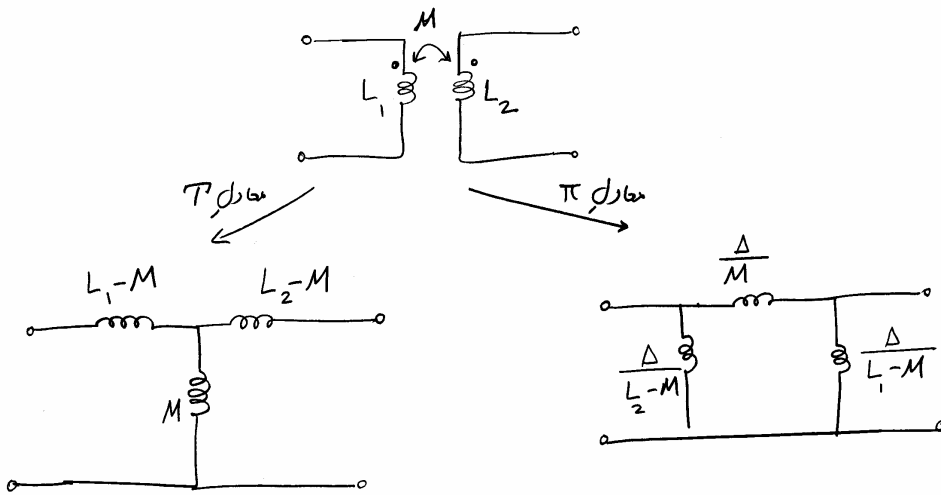 M
L₁ L₂
معادل T
معادل π
L₁-M L₂-M
M
Δ/M
Δ/(L₂-M)
Δ/(L₁-M)